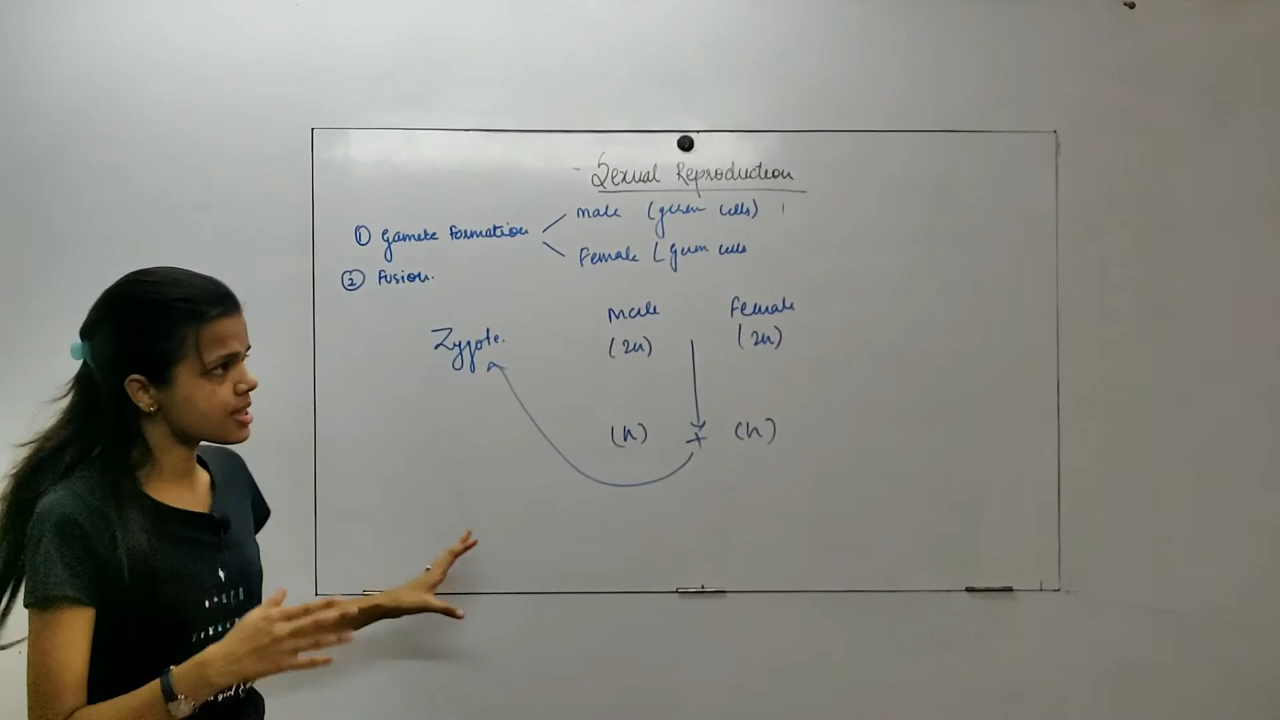 Sexual Reproduction
① Gamete Formation
male (germ cells)
Female (germ cells
② Fusion.
male Female
Zygote. (2n) (2n)
(n) + (n)